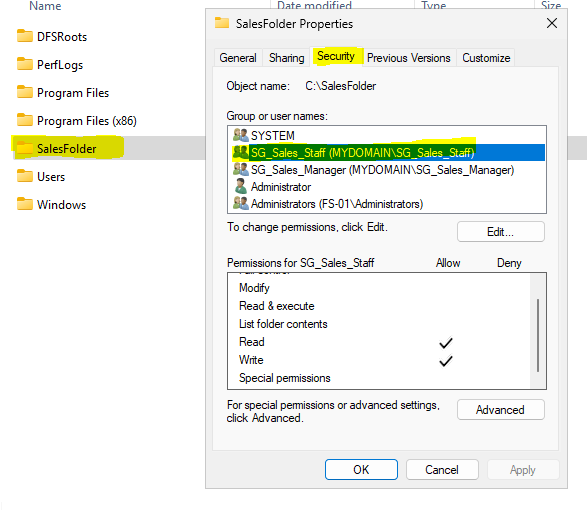 Name Date modified Type Size
DFSRoots
PerfLogs
Program Files
Program Files (x86)
SalesFolder
Users
Windows
SalesFolder Properties
General Sharing Security Previous Versions Customize
Object name: C:\SalesFolder
Group or user names:
SYSTEM
SG_Sales_Staff (MYDOMAIN\SG_Sales_Staff)
SG_Sales_Manager (MYDOMAIN\SG_Sales_Manager)
Administrator
Administrators (FS-01\Administrators)
To change permissions, click Edit.
Edit...
Permissions for SG_Sales_Staff Allow Deny
Full control
Modify
Read & execute
List folder contents
Read
Write
Special permissions
For special permissions or advanced settings,
click Advanced.
Advanced
OK Cancel Apply